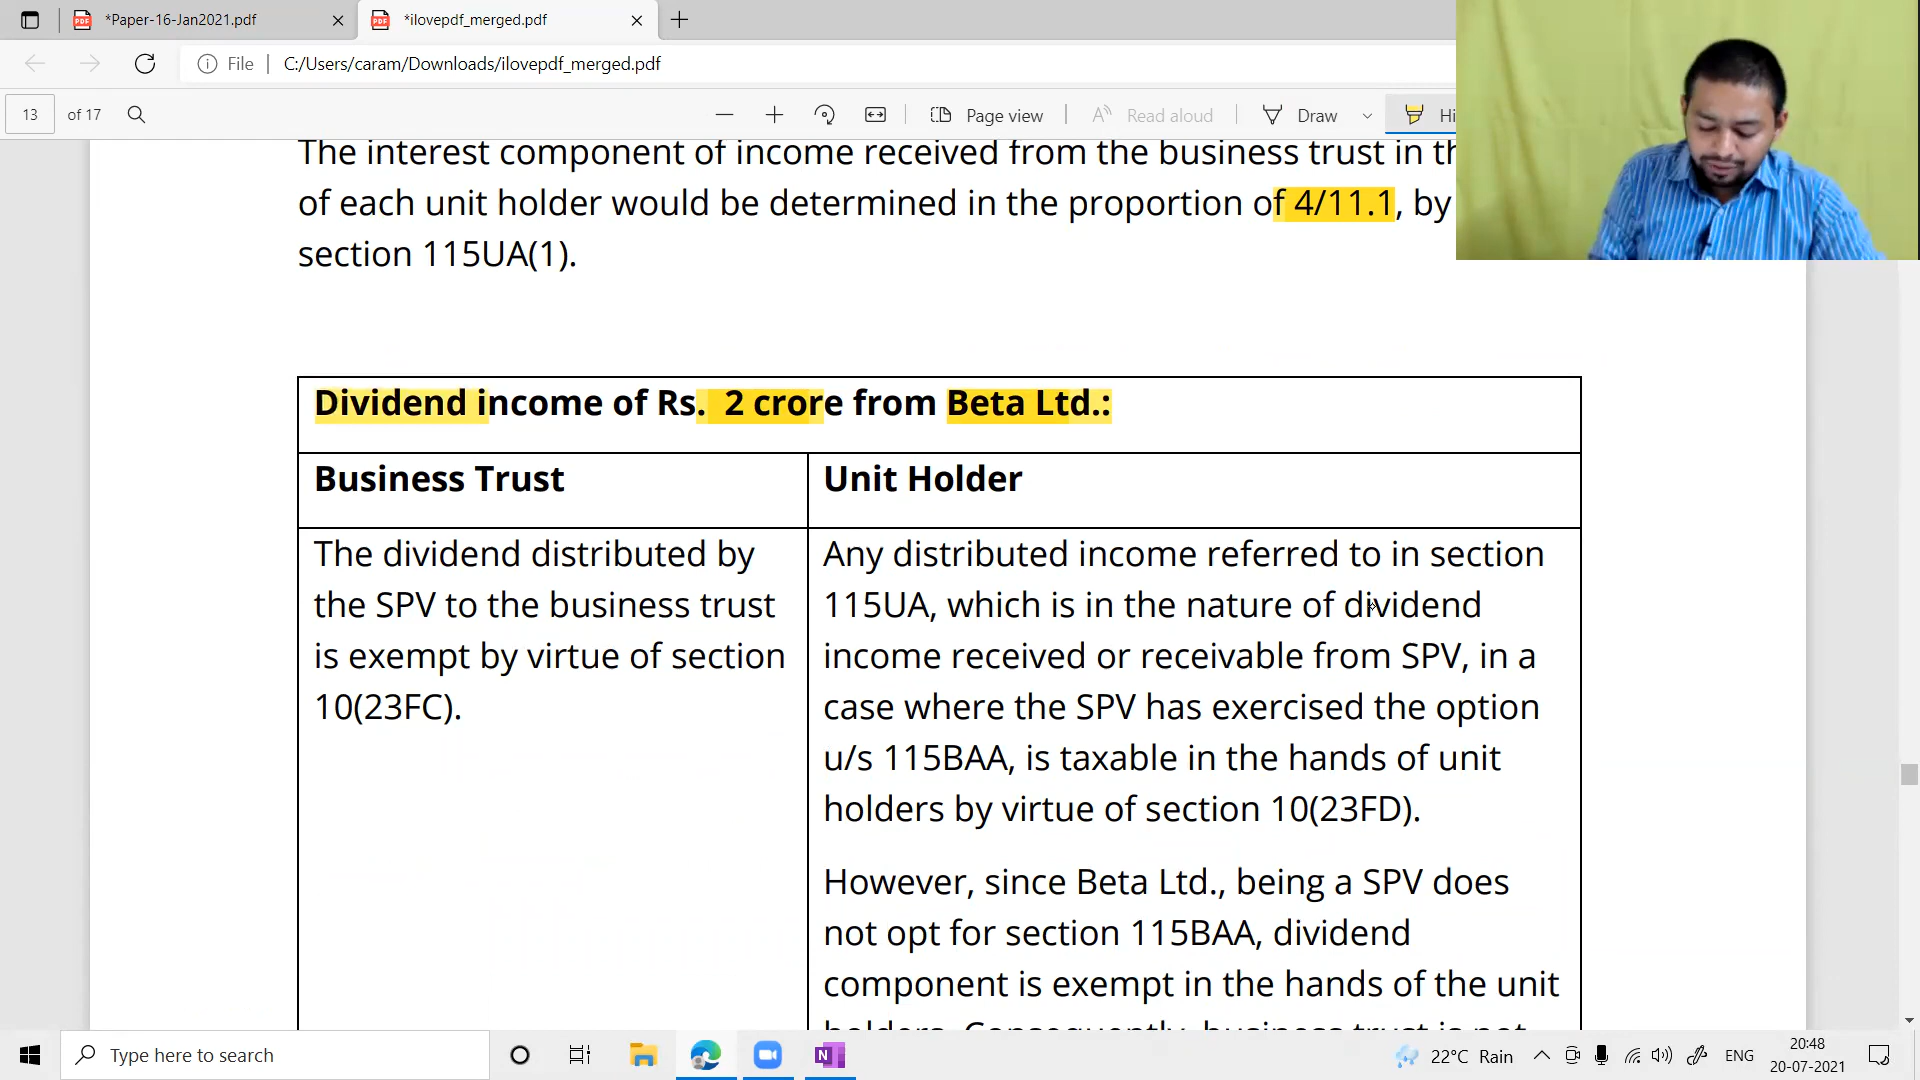 *Paper-16-Jan2021.pdf
*ilovepdf_merged.pdf
File
C:/Users/caram/Downloads/ilovepdf_merged.pdf
13 of 17
Page view
Read aloud
Draw
The interest component of income received from the business trust in
of each unit holder would be determined in the proportion of 4/11.1, by
section 115UA(1).
Dividend income of Rs. 2 crore from Beta Ltd.:
Business Trust
Unit Holder
The dividend distributed by
the SPV to the business trust
is exempt by virtue of section
10(23FC).
Any distributed income referred to in section
115UA, which is in the nature of dividend
income received or receivable from SPV, in a
case where the SPV has exercised the option
u/s 115BAA, is taxable in the hands of unit
holders by virtue of section 10(23FD).
However, since Beta Ltd., being a SPV does
not opt for section 115BAA, dividend
component is exempt in the hands of the unit
holders. Consequently, business trust is not
Type here to search
22°C Rain
ENG
20:48
20-07-2021